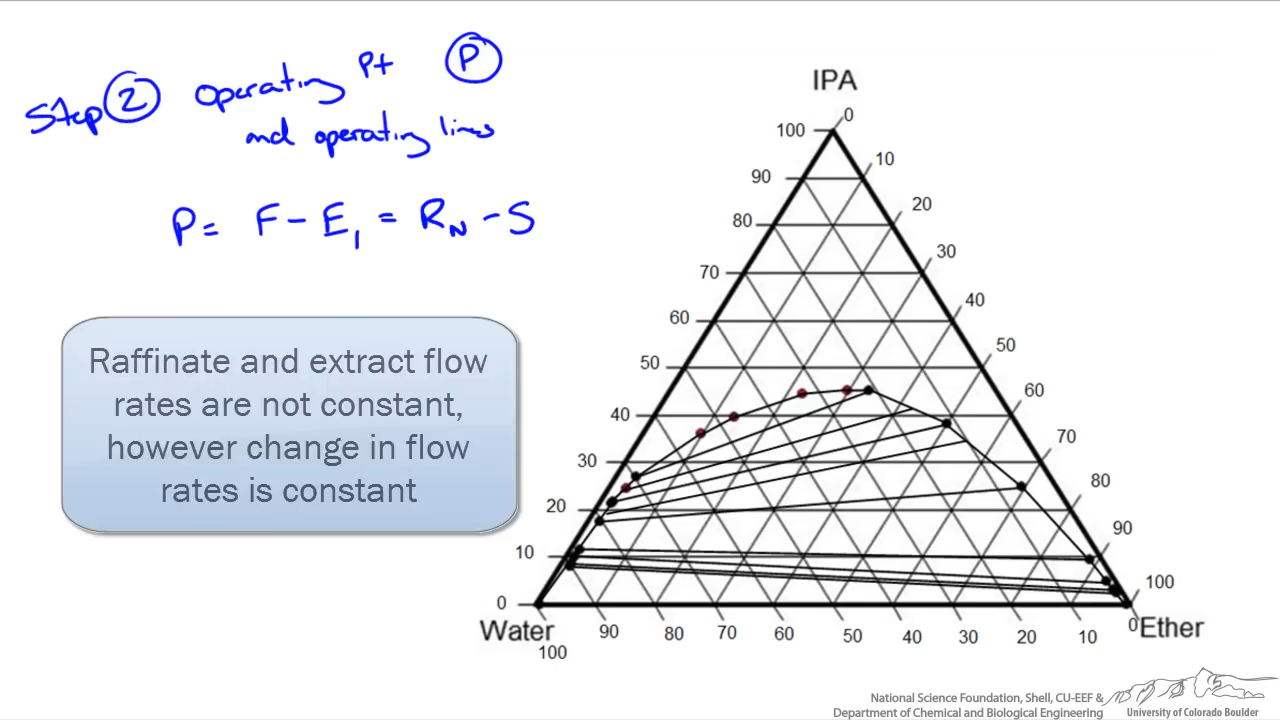 Step 2 operating pt P
and operating lines
P = F - E₁ = R_N - S
Raffinate and extract flow
rates are not constant,
however change in flow
rates is constant
IPA
100 0
90 10
80 20
70 30
60 40
50 50
40 60
30 70
20 80
10 90
0 100
Water 0 Ether
100 90 80 70 60 50 40 30 20 10
National Science Foundation, Shell, CU-EEF &
Department of Chemical and Biological Engineering
University of Colorado Boulder